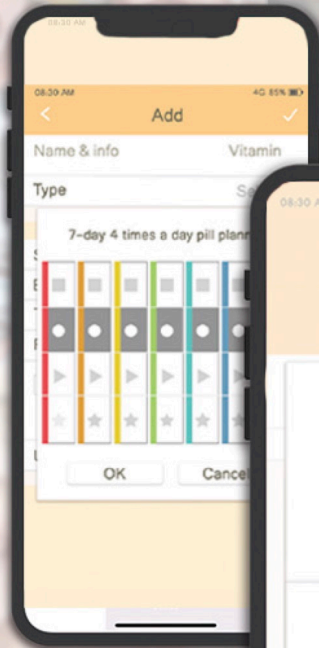 08:30 AM
08:30 AM 4G 85%
Add
Name & info Vitamin
Type
08:30 A
7-day 4 times a day pill plann
OK Cancel